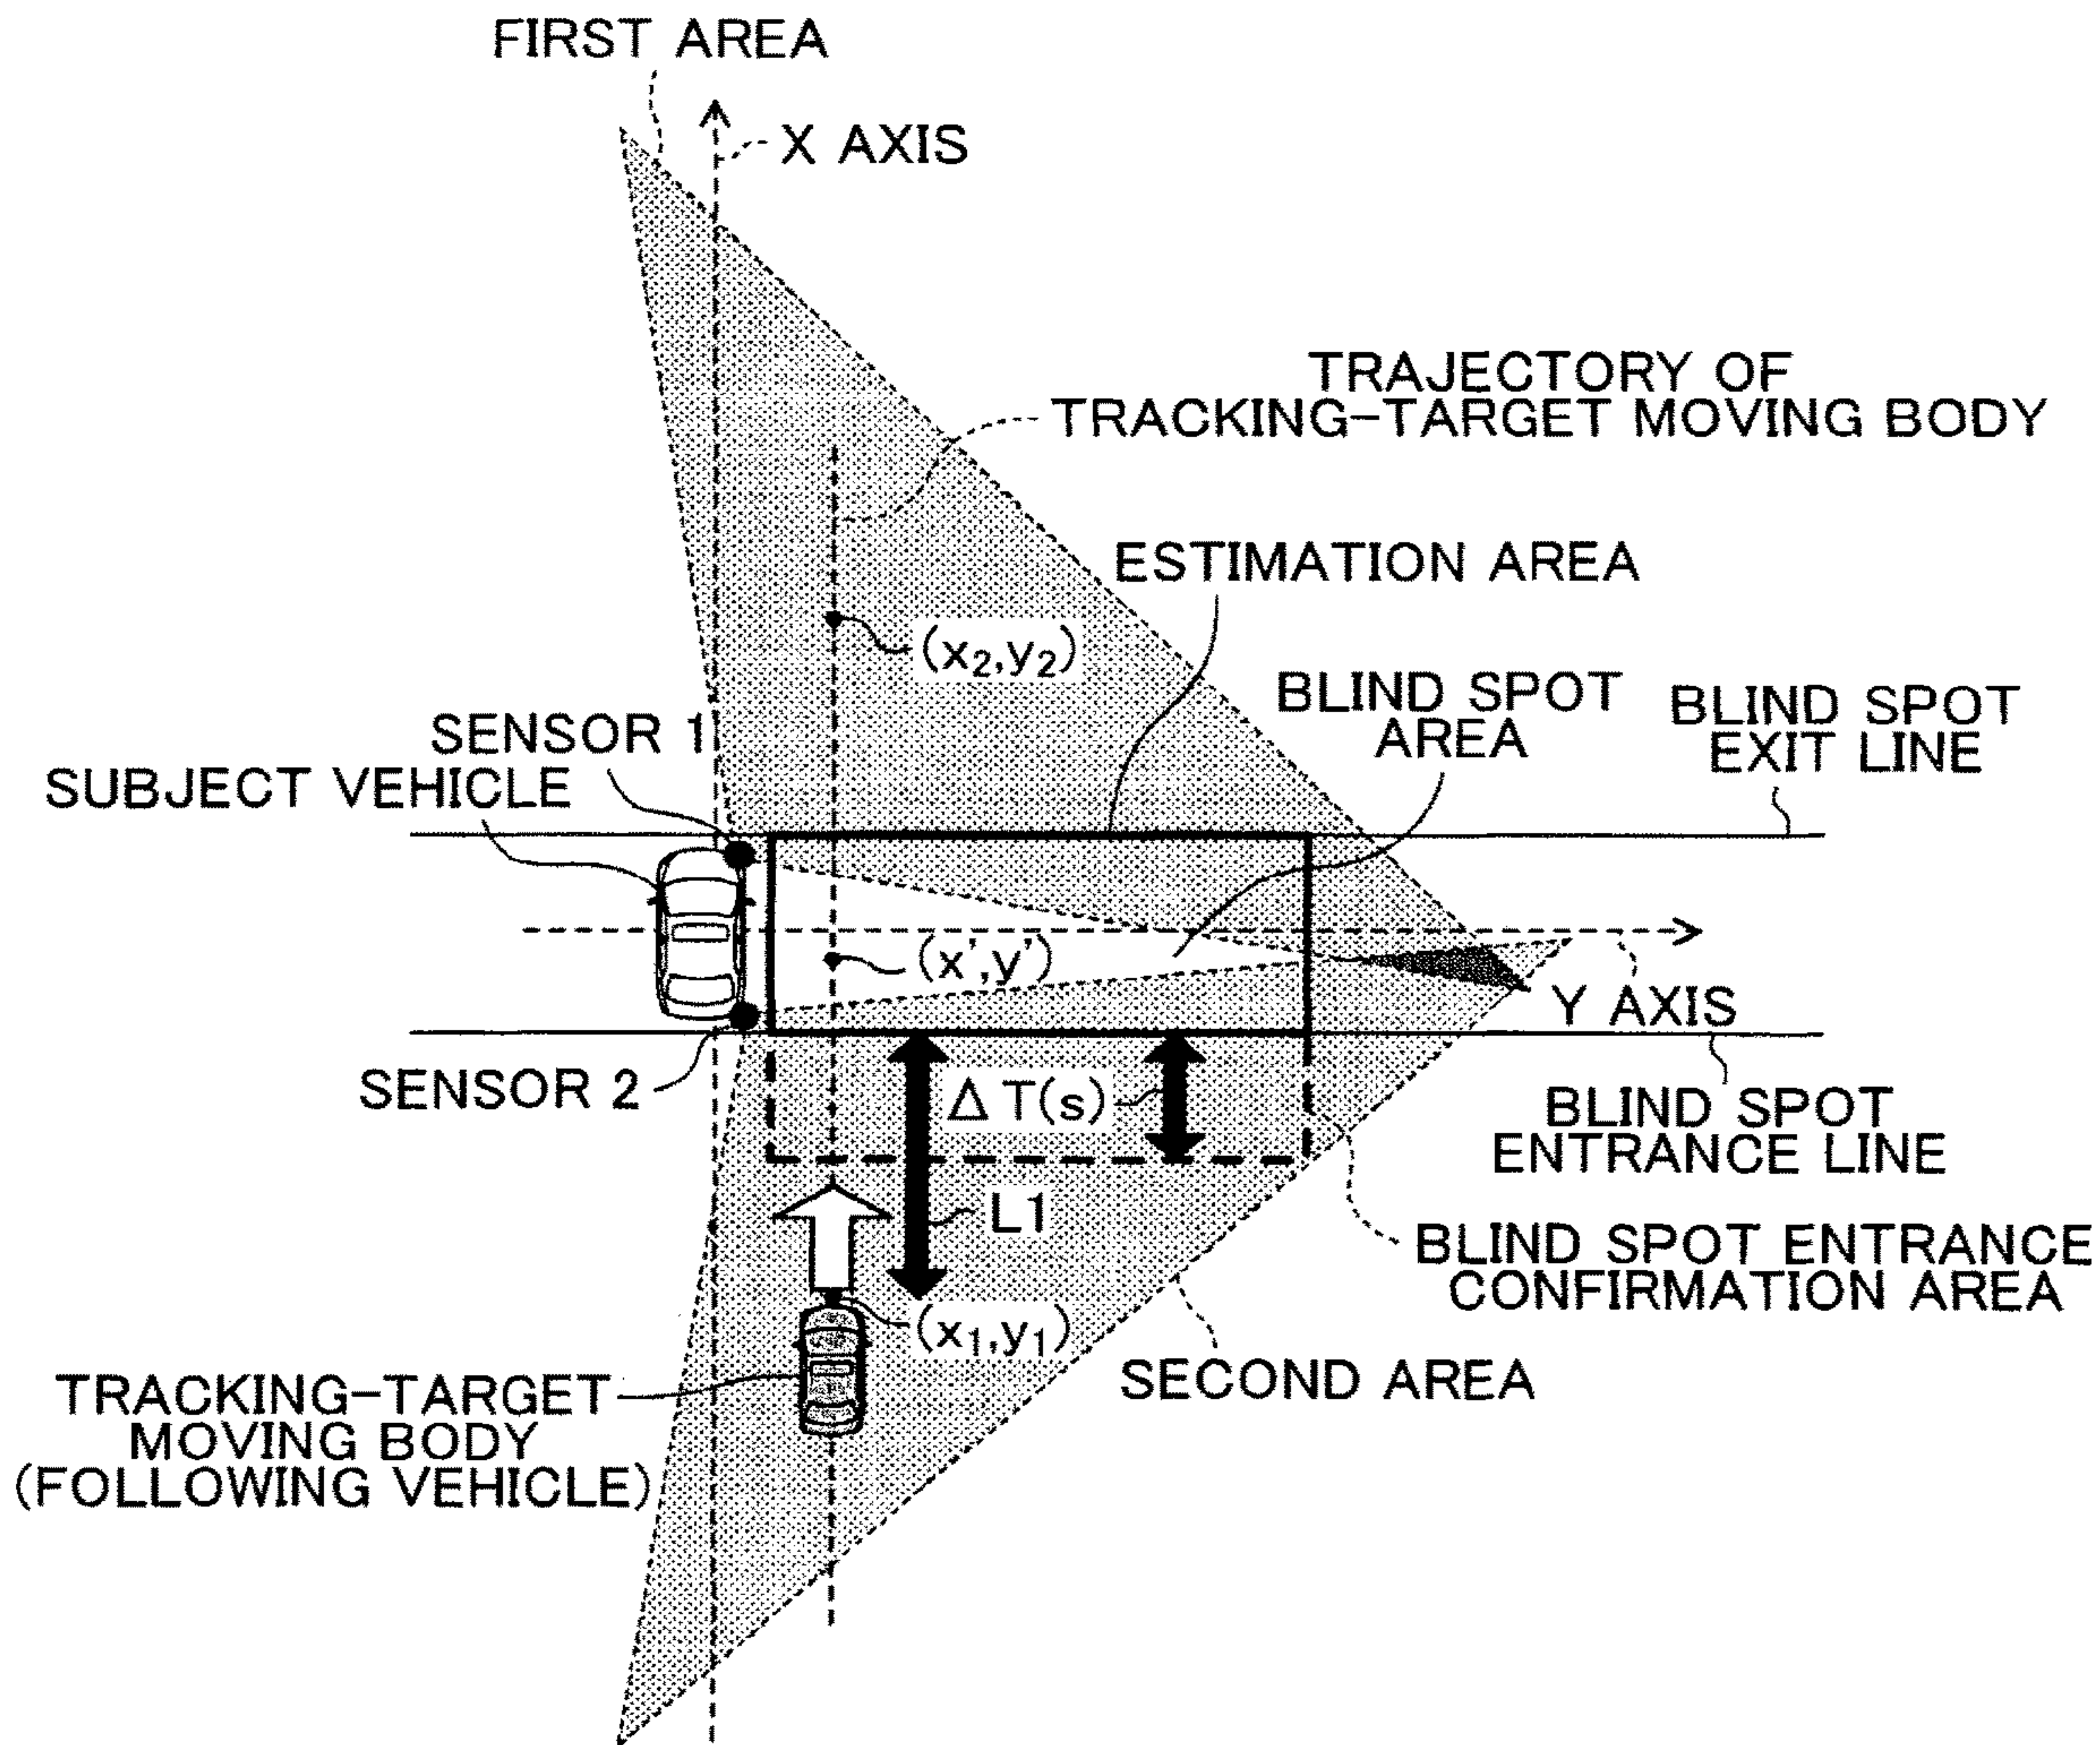 FIRST AREA
X AXIS
TRAJECTORY OF
TRACKING-TARGET MOVING BODY
ESTIMATION AREA
(x₂,y₂)
BLIND SPOT
AREA
BLIND SPOT
EXIT LINE
SENSOR 1
SUBJECT VEHICLE
(x',y')
Y AXIS
SENSOR 2
Δ T(s)
BLIND SPOT
ENTRANCE LINE
L1
BLIND SPOT ENTRANCE
CONFIRMATION AREA
(x₁,y₁)
SECOND AREA
TRACKING-TARGET
MOVING BODY
(FOLLOWING VEHICLE)